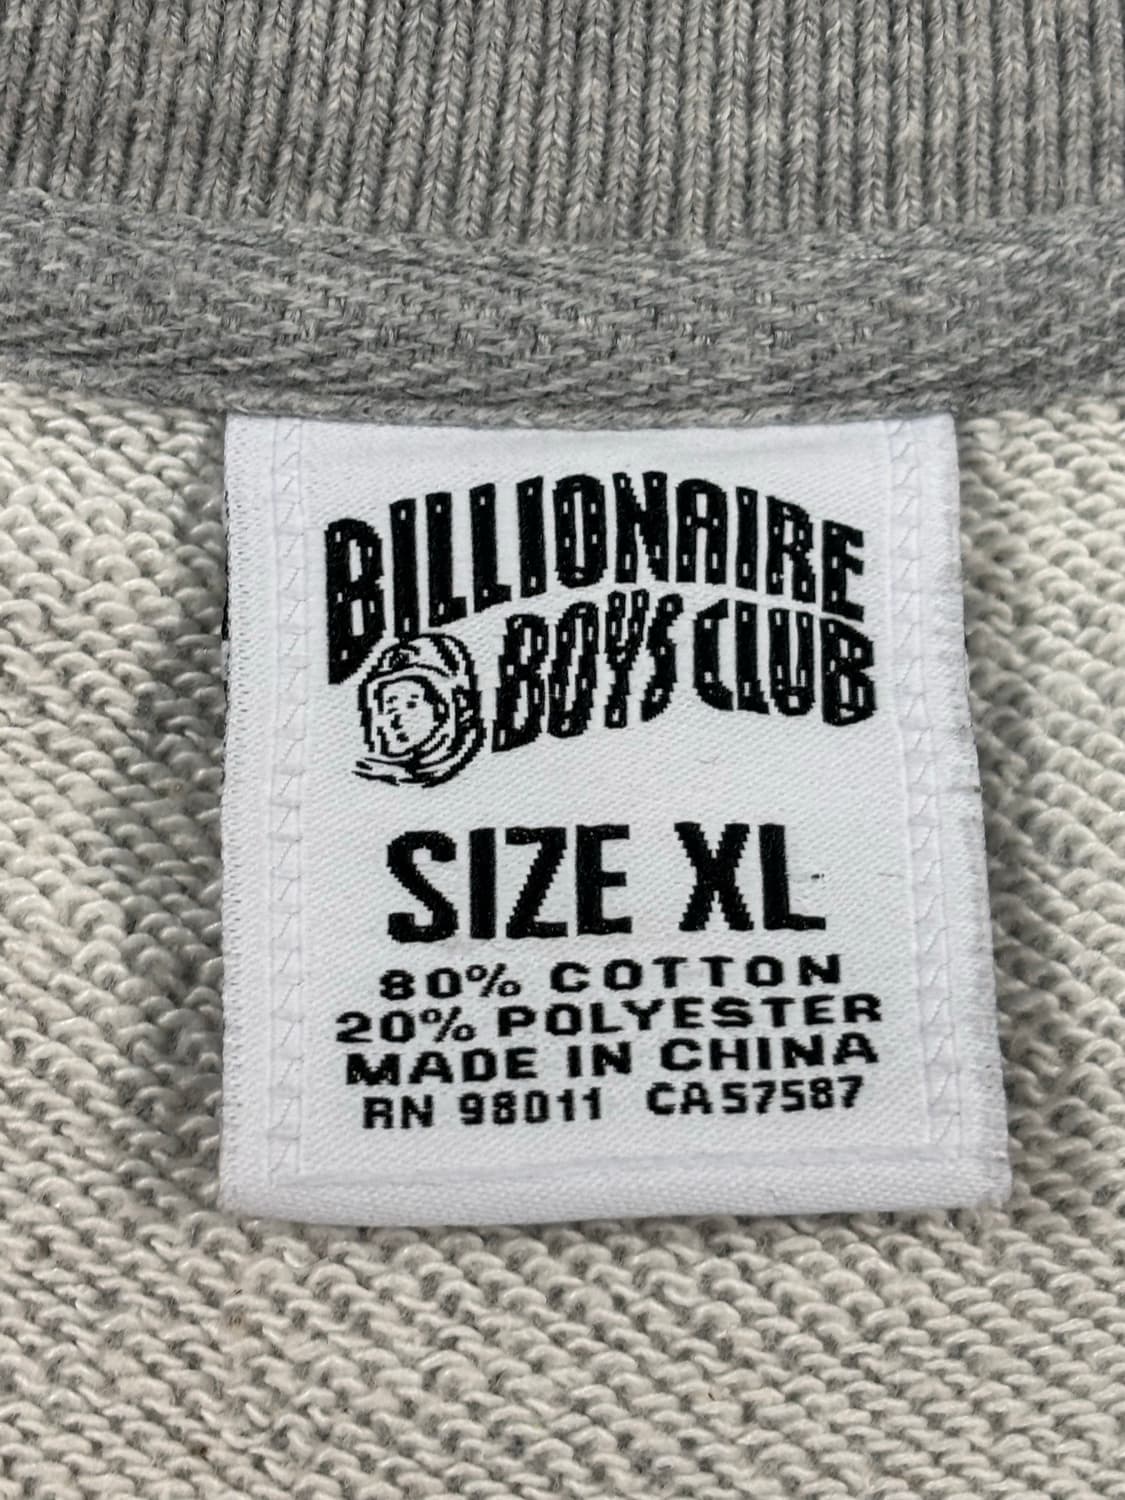 BILLIONAIRE
BOYS CLUB
SIZE XL
80% COTTON
20% POLYESTER
MADE IN CHINA
RN 98011 CA57587